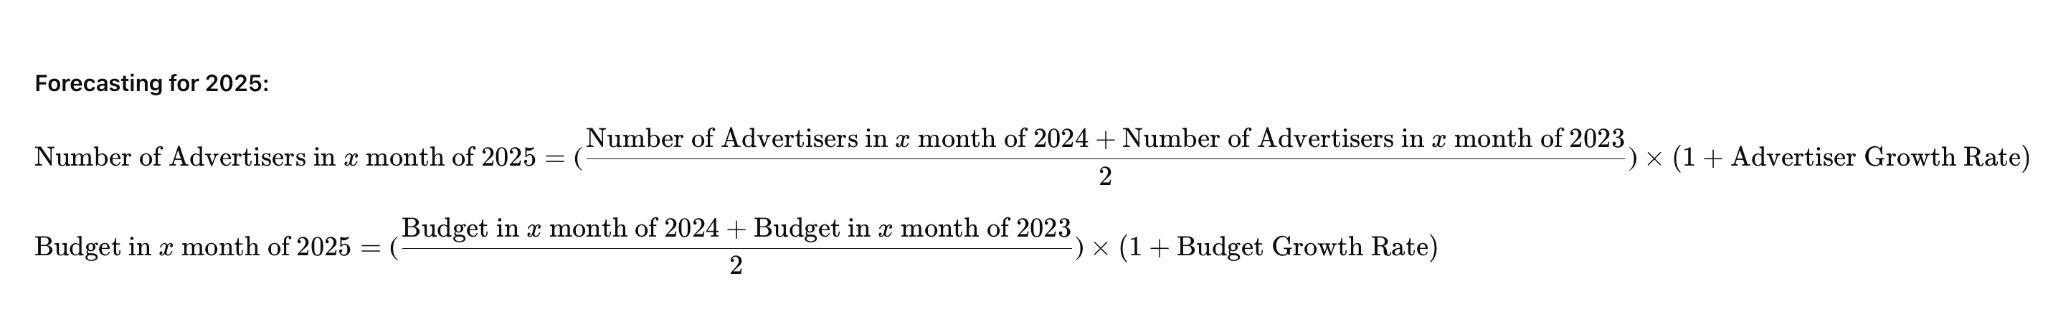 Forecasting for 2025:
Number of Advertisers in x month of 2025 = (\frac{Number of Advertisers in x month of 2024 + Number of Advertisers in x month of 2023}{2}) × (1 + Advertiser Growth Rate)
Budget in x month of 2025 = (\frac{Budget in x month of 2024 + Budget in x month of 2023}{2}) × (1 + Budget Growth Rate)